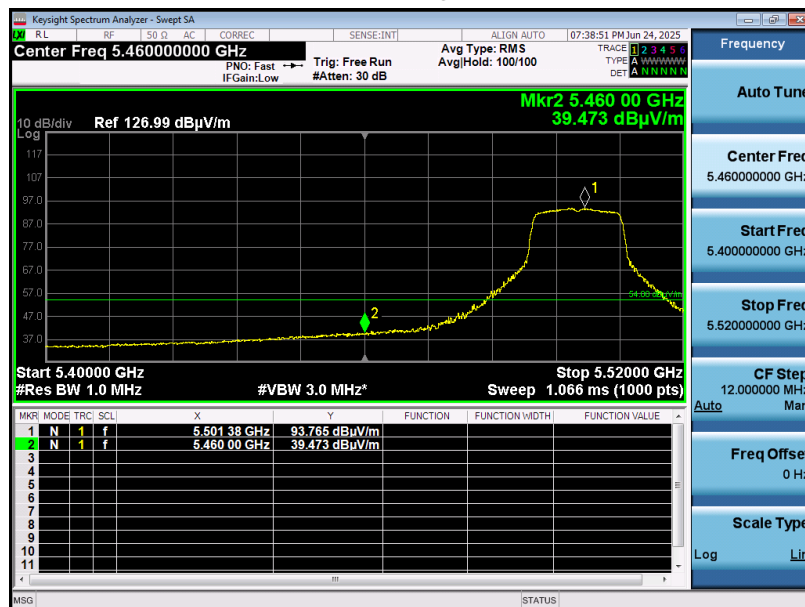 Keysight Spectrum Analyzer - Swept SA
LXI RL RF 50 Ω AC CORREC SENSE:INT ALIGN AUTO 07:38:51 PM Jun 24, 2025
Center Freq 5.460000000 GHz
PNO: Fast
IFGain:Low
Trig: Free Run
#Atten: 30 dB
Avg Type: RMS
Avg|Hold: 100/100
TRACE 1 2 3 4 5 6
TYPE A W W W W W
DET A N N N N N
Mkr2 5.460 00 GHz
39.473 dBµV/m
10 dB/div Ref 126.99 dBµV/m
Log
117
107
97.0
87.0
77.0
67.0
57.0
47.0
37.0
1
2
54.00 dBµV/m
Start 5.40000 GHz Stop 5.52000 GHz
#Res BW 1.0 MHz #VBW 3.0 MHz* Sweep 1.066 ms (1000 pts)
MKR MODE TRC SCL X Y FUNCTION FUNCTION WIDTH FUNCTION VALUE
1 N 1 f 5.501 38 GHz 93.765 dBµV/m
2 N 1 f 5.460 00 GHz 39.473 dBµV/m
3
4
5
6
7
8
9
10
11
MSG STATUS
Frequency
Auto Tune
Center Freq
5.460000000 GHz
Start Freq
5.400000000 GHz
Stop Freq
5.520000000 GHz
CF Step
12.000000 MHz
Auto Man
Freq Offset
0 Hz
Scale Type
Log Lin